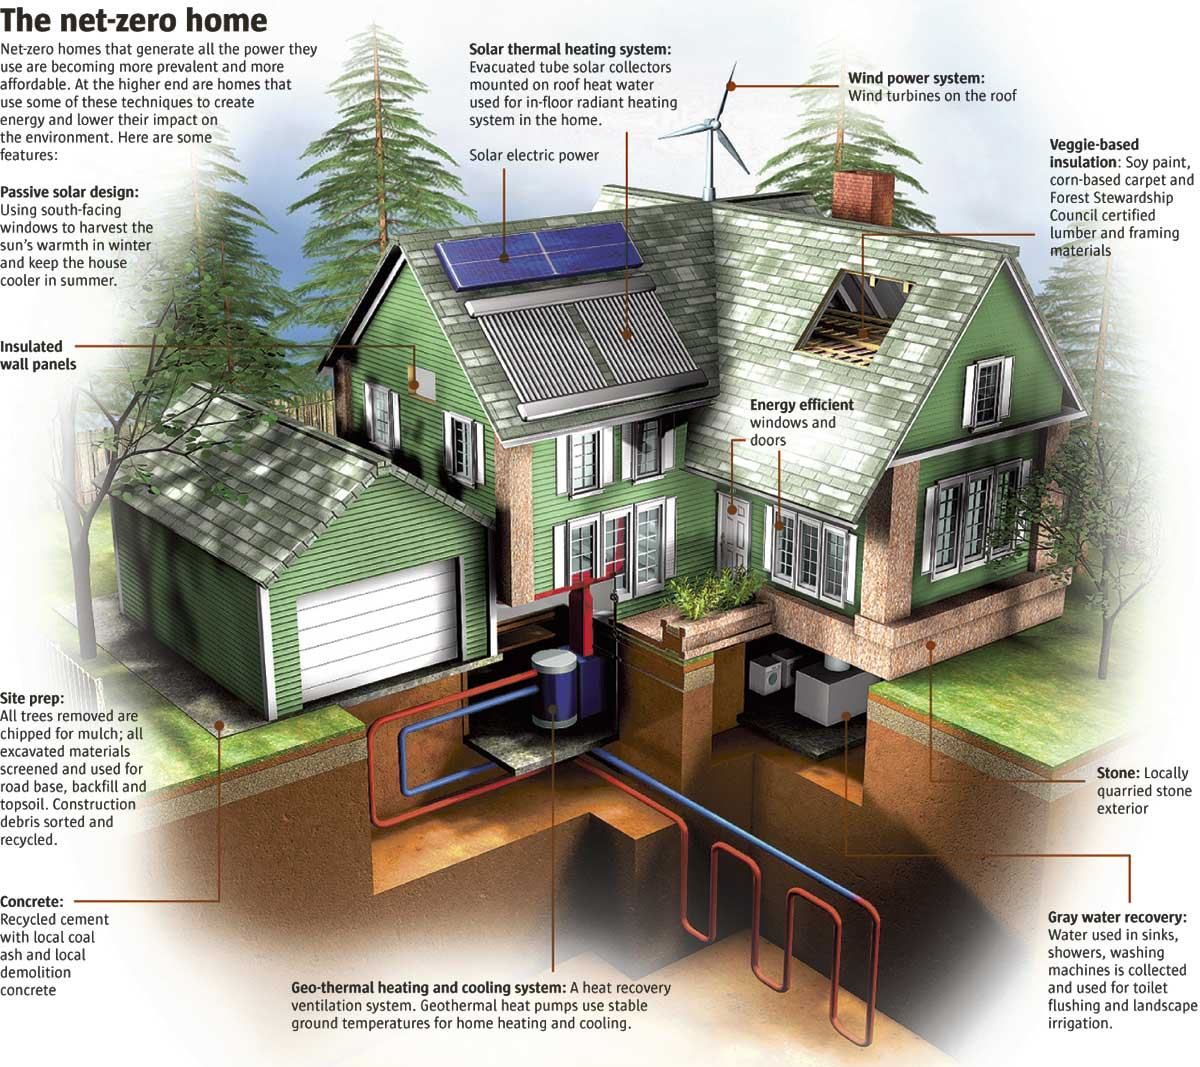 The net-zero home
Net-zero homes that generate all the power they
use are becoming more prevalent and more
affordable. At the higher end are homes that
use some of these techniques to create
energy and lower their impact on
the environment. Here are some
features:
Passive solar design:
Using south-facing
windows to harvest the
sun's warmth in winter
and keep the house
cooler in summer.
Insulated
wall panels
Site prep:
All trees removed are
chipped for mulch; all
excavated materials
screened and used for
road base, backfill and
topsoil. Construction
debris sorted and
recycled.
Concrete:
Recycled cement
with local coal
ash and local
demolition
concrete
Solar thermal heating system:
Evacuated tube solar collectors
mounted on roof heat water
used for in-floor radiant heating
system in the home.
Solar electric power
Wind power system:
Wind turbines on the roof
Veggie-based
insulation: Soy paint,
corn-based carpet and
Forest Stewardship
Council certified
lumber and framing
materials
Energy efficient
windows and
doors
Stone: Locally
quarried stone
exterior
Gray water recovery:
Water used in sinks,
showers, washing
machines is collected
and used for toilet
flushing and landscape
irrigation.
Geo-thermal heating and cooling system: A heat recovery
ventilation system. Geothermal heat pumps use stable
ground temperatures for home heating and cooling.